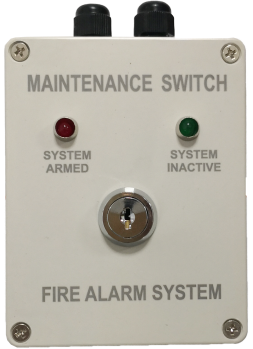 MAINTENANCE SWITCH
SYSTEM
ARMED
SYSTEM
INACTIVE
FIRE ALARM SYSTEM